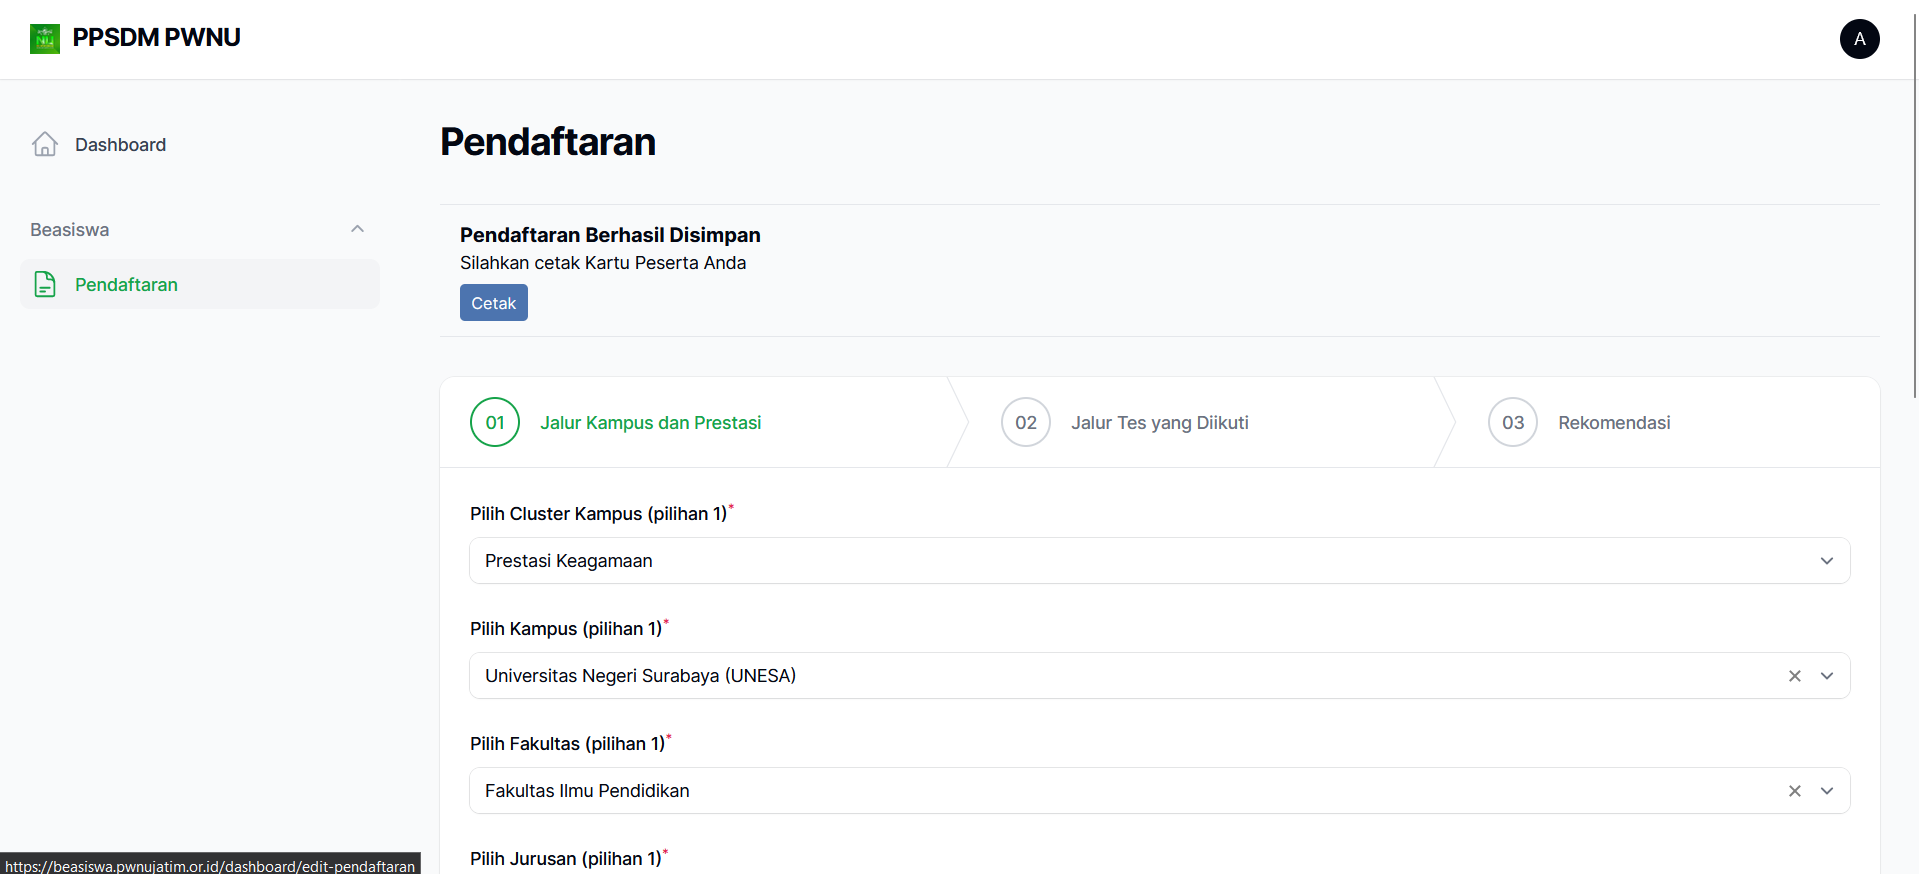 PPSDM PWNU
A
Dashboard
Beasiswa
Pendaftaran
Pendaftaran
Pendaftaran Berhasil Disimpan
Silahkan cetak Kartu Peserta Anda
Cetak
01 Jalur Kampus dan Prestasi
02 Jalur Tes yang Diikuti
03 Rekomendasi
Pilih Cluster Kampus (pilihan 1)*
Prestasi Keagamaan
Pilih Kampus (pilihan 1)*
Universitas Negeri Surabaya (UNESA)
Pilih Fakultas (pilihan 1)*
Fakultas Ilmu Pendidikan
Pilih Jurusan (pilihan 1)*
https://beasiswa.pwnujatim.or.id/dashboard/edit-pendaftaran